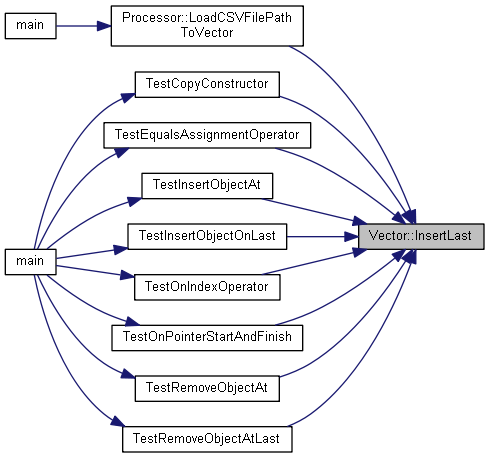 main
Processor::LoadCSVFilePath
ToVector
TestCopyConstructor
TestEqualsAssignmentOperator
TestInsertObjectAt
Vector::InsertLast
TestInsertObjectOnLast
main
TestOnIndexOperator
TestOnPointerStartAndFinish
TestRemoveObjectAt
TestRemoveObjectAtLast